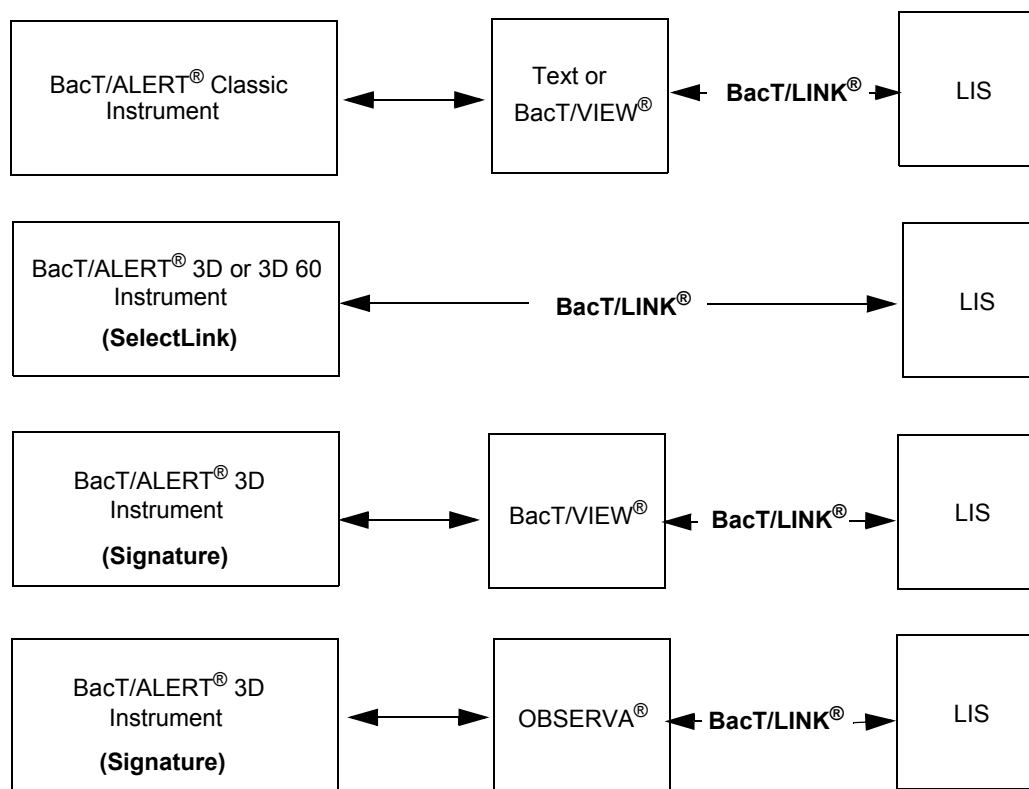 BacT/ALERT® Classic
Instrument
Text or
BacT/VIEW®
BacT/LINK®
LIS
BacT/ALERT® 3D or 3D 60
Instrument
(SelectLink)
BacT/LINK®
LIS
BacT/ALERT® 3D
Instrument
(Signature)
BacT/VIEW®
BacT/LINK®
LIS
BacT/ALERT® 3D
Instrument
(Signature)
OBSERVA®
BacT/LINK®
LIS